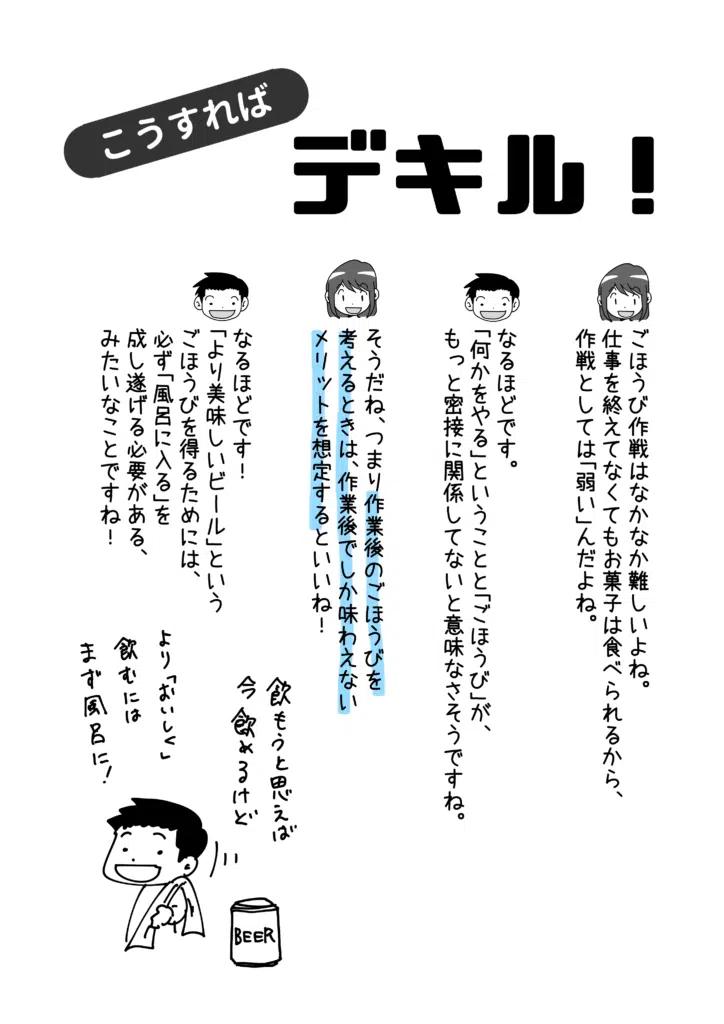 こうすれば
デキル！
ごほうび作戦はなかなか難しいよね。
仕事を終えてなくてもお菓子は食べられるから、
作戦としては「弱い」んだよね。
なるほどです。
「何かをやる」ということと「ごほうび」が、
もっと密接に関係してないと意味なさそうですね。
そうだね、つまり作業後のごほうびを
考えるときは、作業後でしか味わえない
メリットを想定するといいね！
なるほどです！
「より美味しいビール」という
ごほうびを得るためには、
必ず「風呂に入る」を
成し遂げる必要がある、
みたいなことですね！
飲もうと思えば
今飲めるけど
より「おいしく」
飲むには
まず風呂に！
BEER